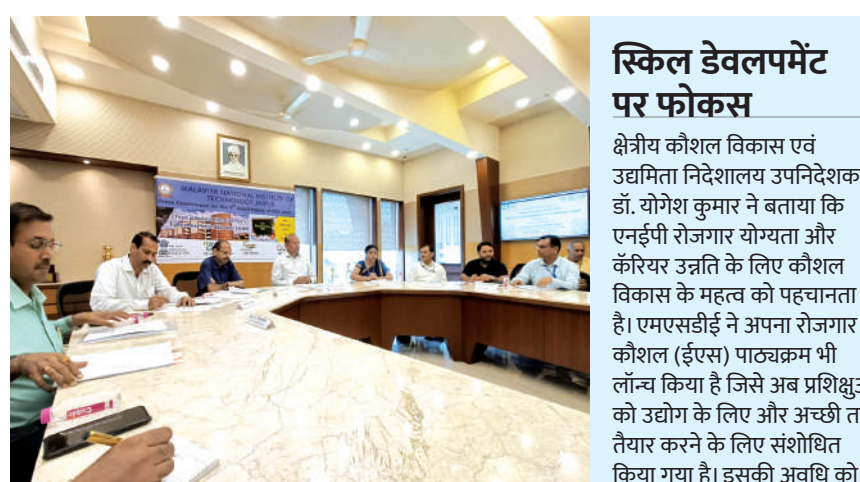 MALAVIYA NATIONAL INSTITUTE OF
TECHNOLOGY JAIPUR
स्किल डेवलपमेंट
पर फोकस
क्षेत्रीय कौशल विकास एवं
उद्यमिता निदेशालय उपनिदेशक
डॉ. योगेश कुमार ने बताया कि
एनईपी रोजगार योग्यता और
कॅरियर उन्नति के लिए कौशल
विकास के महत्व को पहचानता
है। एमएसडीई ने अपना रोजगार
कौशल (ईएस) पाठ्यक्रम भी
लॉन्च किया है जिसे अब
को उद्योग के लिए और अच्छी
तैयार करने के लिए संशोधित
किया गया है। इसकी अवधि को